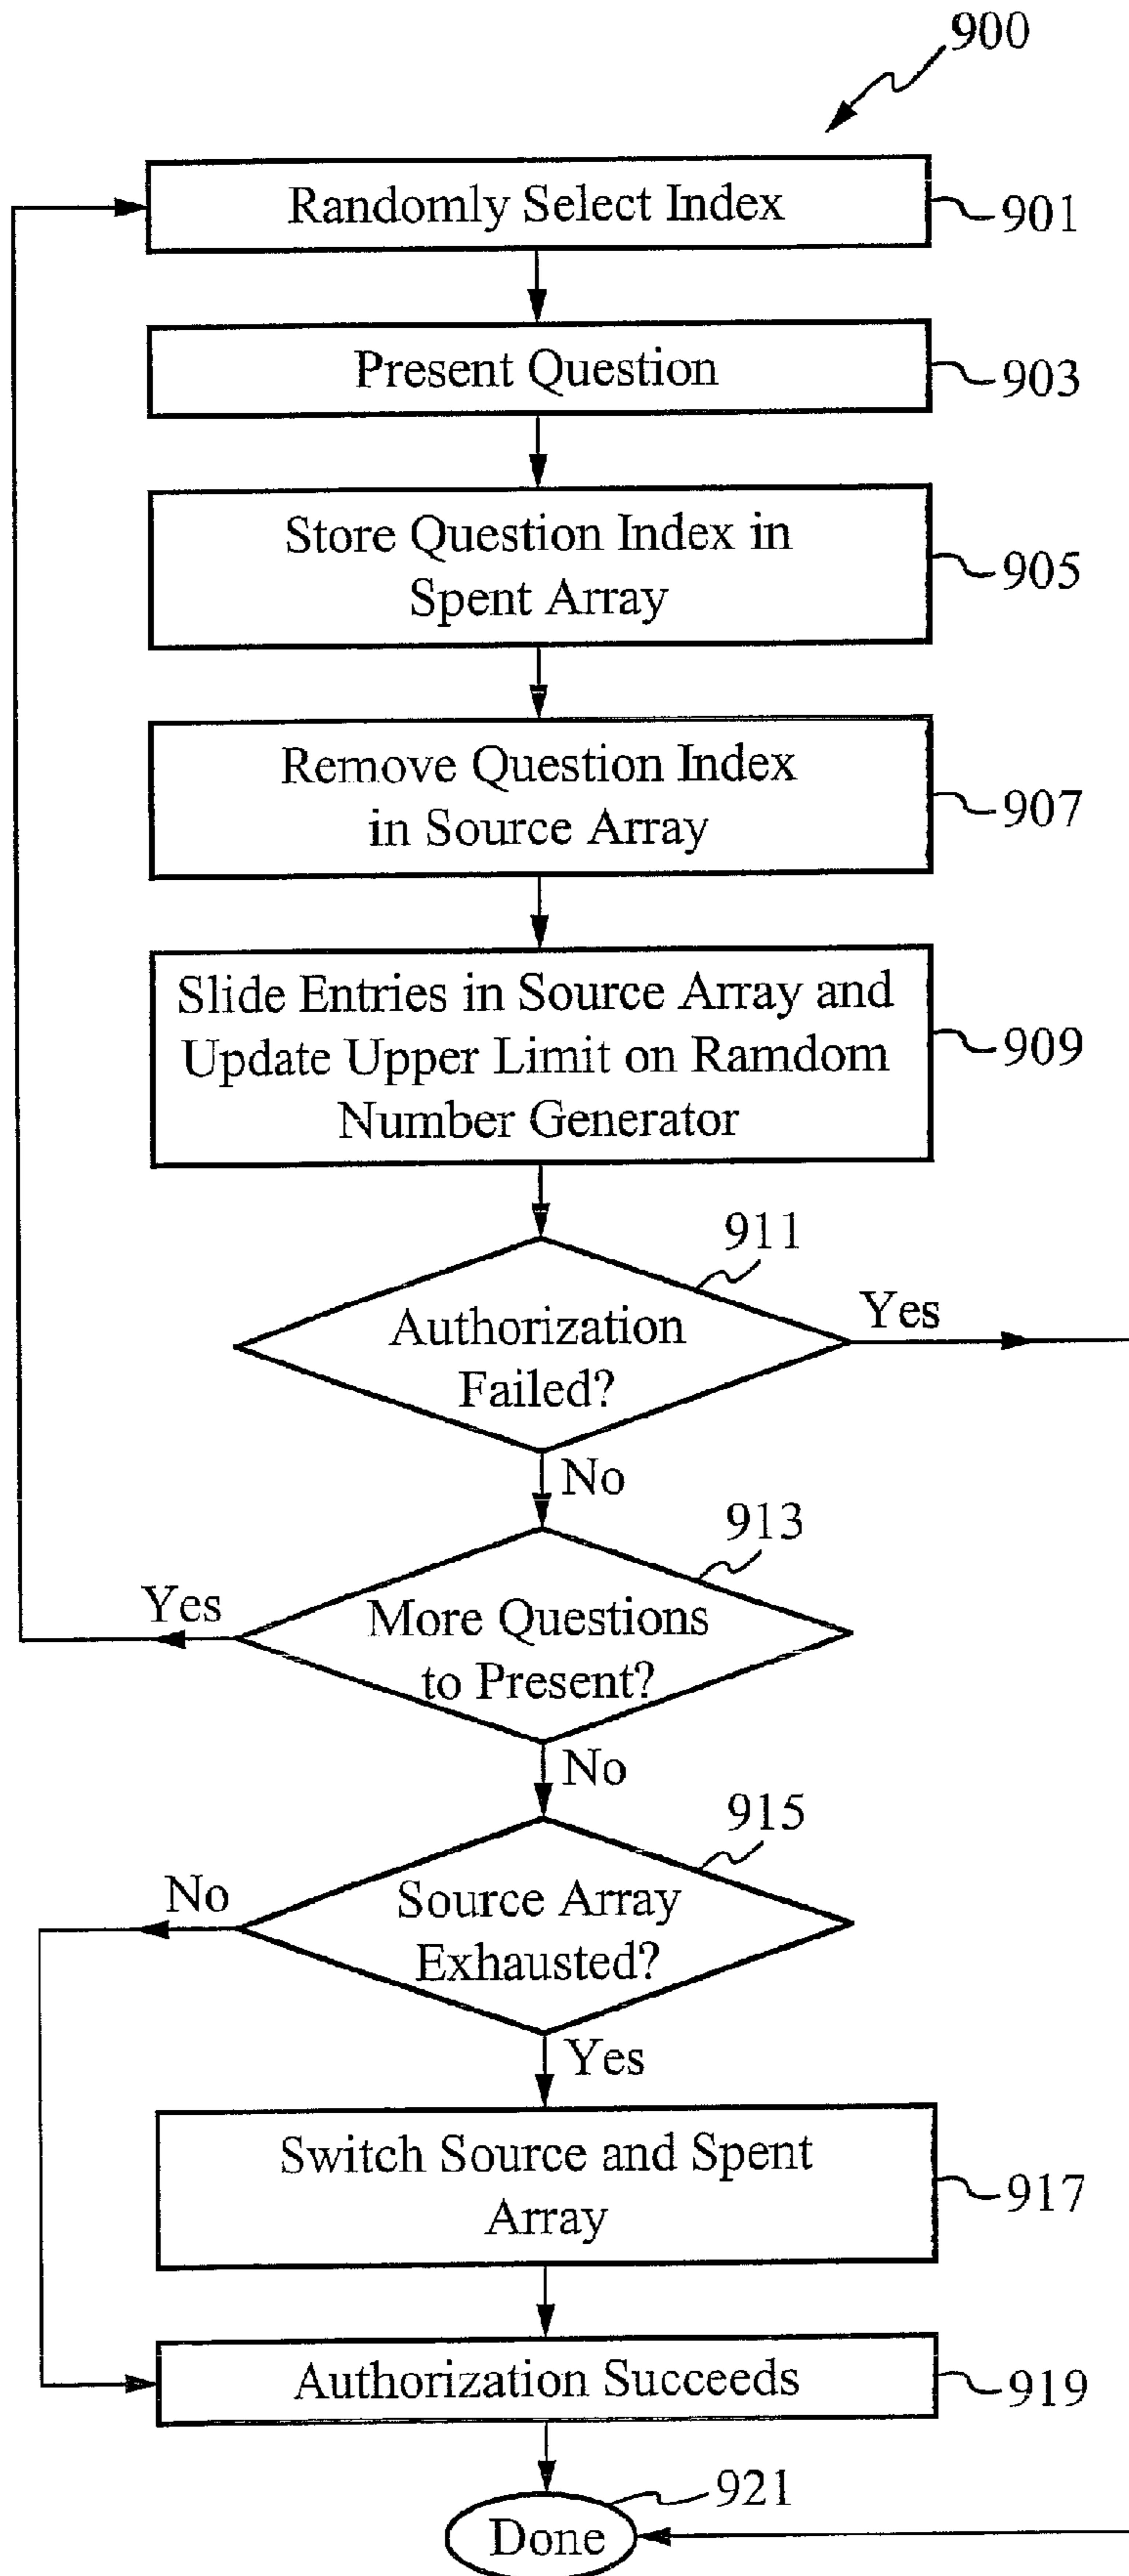 900
Randomly Select Index
901
Present Question
903
Store Question Index in
Spent Array
905
Remove Question Index
in Source Array
907
Slide Entries in Source Array and
Update Upper Limit on Ramdom
Number Generator
909
911
Authorization
Failed?
Yes
No
913
More Questions
to Present?
Yes
No
915
Source Array
Exhausted?
No
Yes
Switch Source and Spent
Array
917
Authorization Succeeds
919
921
Done